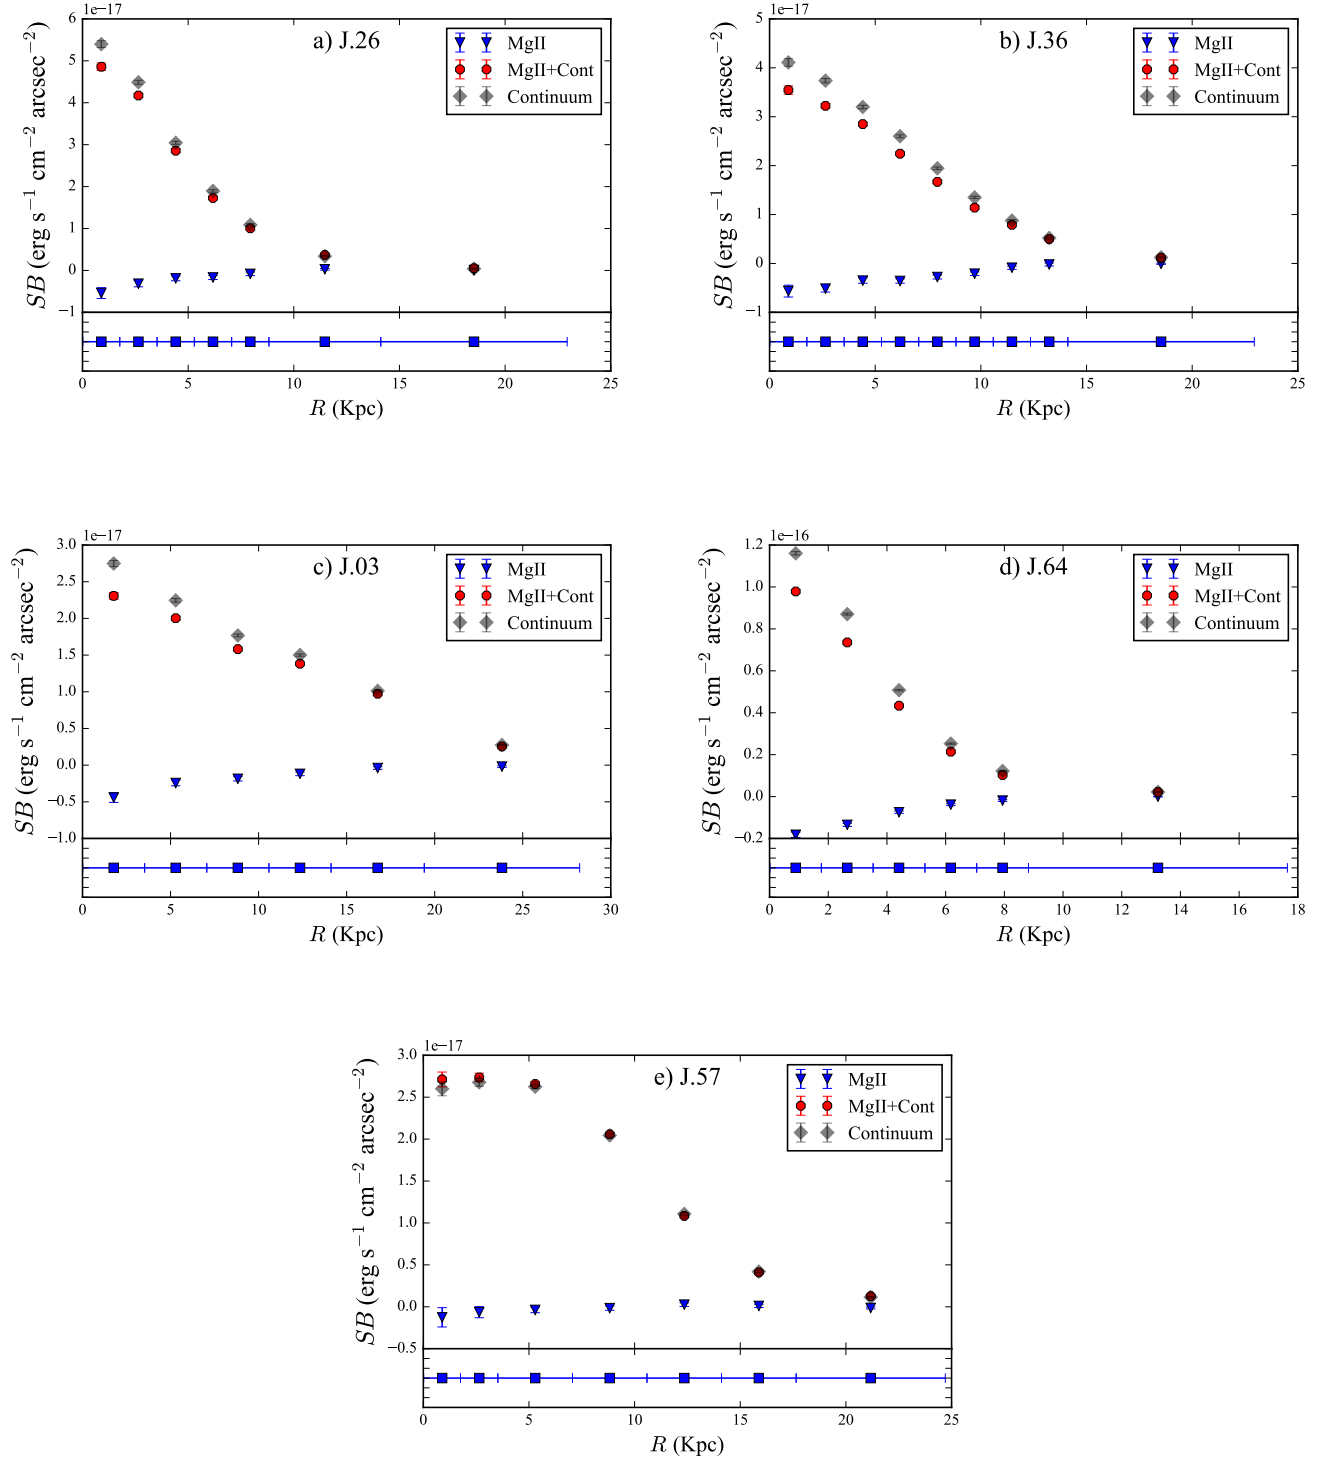 1e−17
a) J.26
MgII
MgII+Cont
Continuum
6
5
4
3
2
1
0
−1
SB (erg s−1 cm−2 arcsec−2)
0 5 10 15 20 25
R (Kpc)
1e−17
b) J.36
MgII
MgII+Cont
Continuum
5
4
3
2
1
0
−1
SB (erg s−1 cm−2 arcsec−2)
0 5 10 15 20 25
R (Kpc)
1e−17
c) J.03
MgII
MgII+Cont
Continuum
3.0
2.5
2.0
1.5
1.0
0.5
0.0
−0.5
−1.0
SB (erg s−1 cm−2 arcsec−2)
0 5 10 15 20 25 30
R (Kpc)
1e−16
d) J.64
MgII
MgII+Cont
Continuum
1.2
1.0
0.8
0.6
0.4
0.2
0.0
−0.2
SB (erg s−1 cm−2 arcsec−2)
0 2 4 6 8 10 12 14 16 18
R (Kpc)
1e−17
e) J.57
MgII
MgII+Cont
Continuum
3.0
2.5
2.0
1.5
1.0
0.5
0.0
−0.5
SB (erg s−1 cm−2 arcsec−2)
0 5 10 15 20 25
R (Kpc)